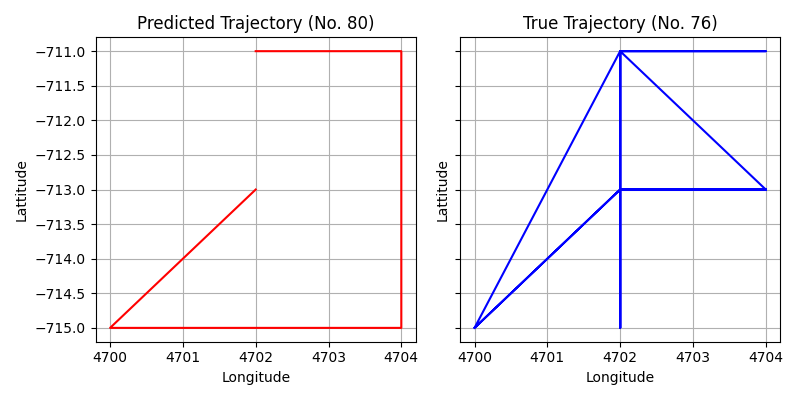 Predicted Trajectory (No. 80)
True Trajectory (No. 76)
−711.0
−711.5
−712.0
−712.5
−713.0
−713.5
−714.0
−714.5
−715.0
Lattitude
Lattitude
4700 4701 4702 4703 4704
4700 4701 4702 4703 4704
Longitude
Longitude